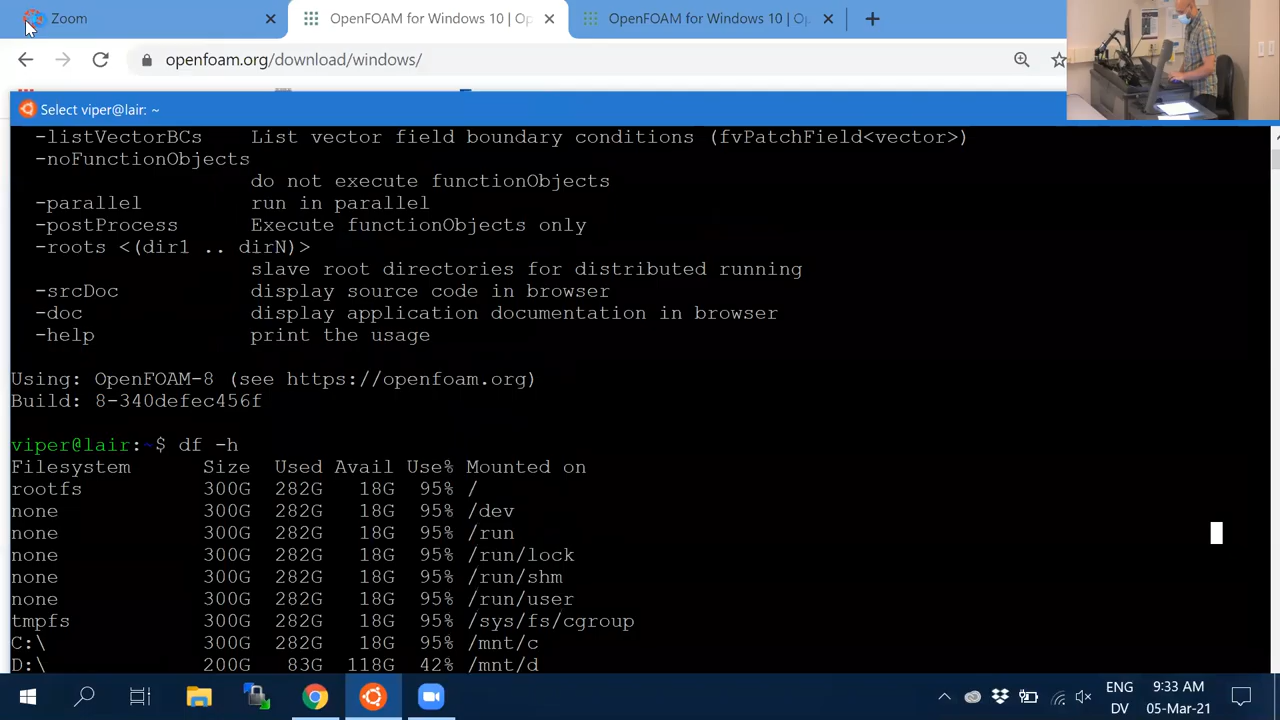 Zoom
OpenFOAM for Windows 10 | Op
OpenFOAM for Windows 10 | O
openfoam.org/download/windows/
Select viper@lair: ~
-listVectorBCs List vector field boundary conditions (fvPatchField<vector>)
-noFunctionObjects
do not execute functionObjects
-parallel run in parallel
-postProcess Execute functionObjects only
-roots <(dir1 .. dirN)>
slave root directories for distributed running
-srcDoc display source code in browser
-doc display application documentation in browser
-help print the usage
Using: OpenFOAM-8 (see https://openfoam.org)
Build: 8-340defec456f
viper@lair:~$ df -h
Filesystem Size Used Avail Use% Mounted on
rootfs 300G 282G 18G 95% /
none 300G 282G 18G 95% /dev
none 300G 282G 18G 95% /run
none 300G 282G 18G 95% /run/lock
none 300G 282G 18G 95% /run/shm
none 300G 282G 18G 95% /run/user
tmpfs 300G 282G 18G 95% /sys/fs/cgroup
C:\ 300G 282G 18G 95% /mnt/c
D:\ 200G 83G 118G 42% /mnt/d
ENG 9:33 AM
DV 05-Mar-21